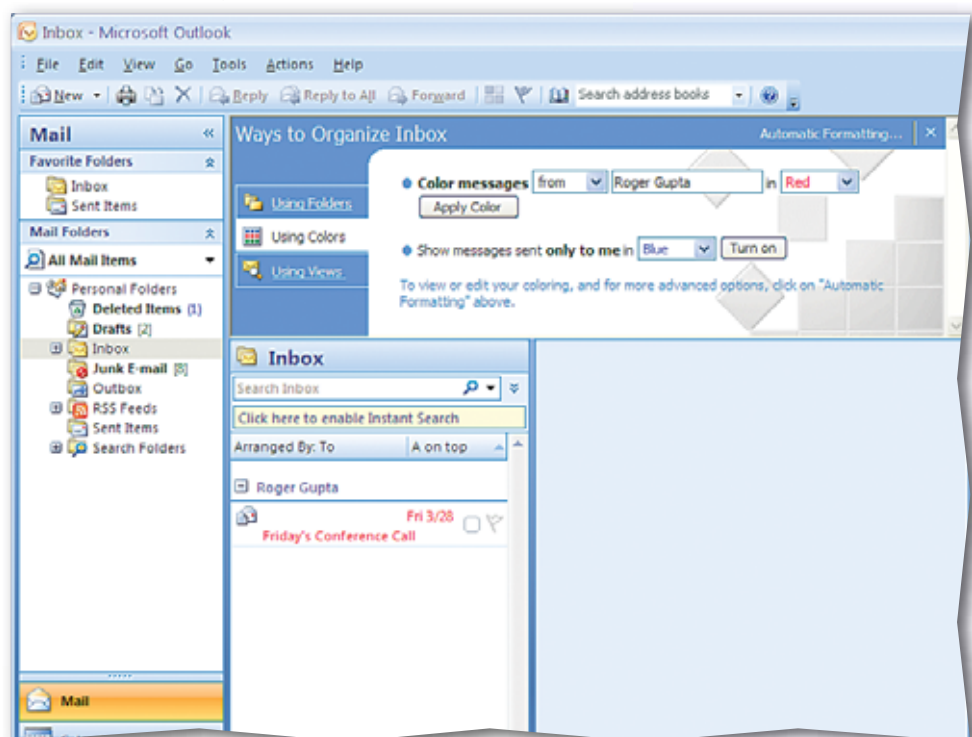 Inbox - Microsoft Outlook
File Edit View Go Tools Actions Help
New Reply Reply to All Forward Search address books
Mail
Favorite Folders
Inbox
Sent Items
Mail Folders
All Mail Items
Personal Folders
Deleted Items (1)
Drafts [2]
Inbox
Junk E-mail [8]
Outbox
RSS Feeds
Sent Items
Search Folders
Mail
Ways to Organize Inbox Automatic Formatting...
Using Folders
Using Colors
Using Views
Color messages from Roger Gupta in Red
Apply Color
Show messages sent only to me in Blue Turn on
To view or edit your coloring, and for more advanced options, click on "Automatic
Formatting" above.
Inbox
Search Inbox
Click here to enable Instant Search
Arranged By: To A on top
Roger Gupta
Fri 3/28
Friday's Conference Call